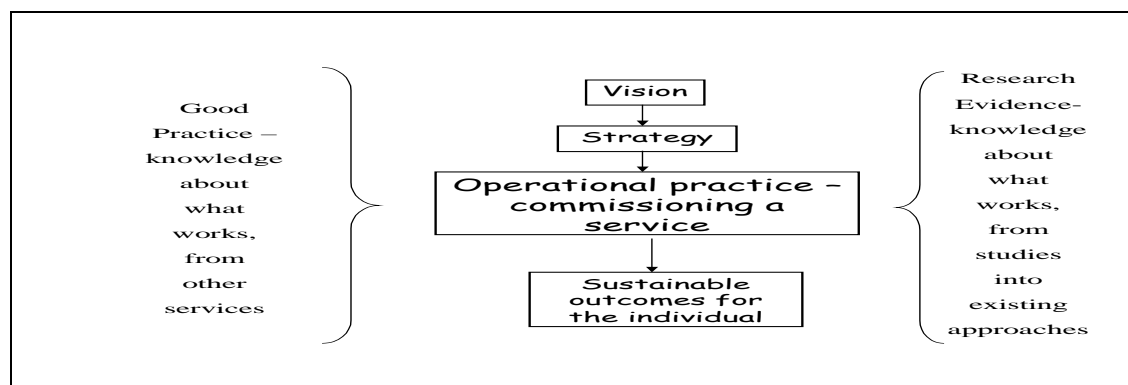 Good
Practice –
knowledge
about
what
works,
from
other
services
Vision
Strategy
Operational practice –
commissioning a
service
Sustainable
outcomes for
the individual
Research
Evidence-
knowledge
about
what
works,
from
studies
into
existing
approaches